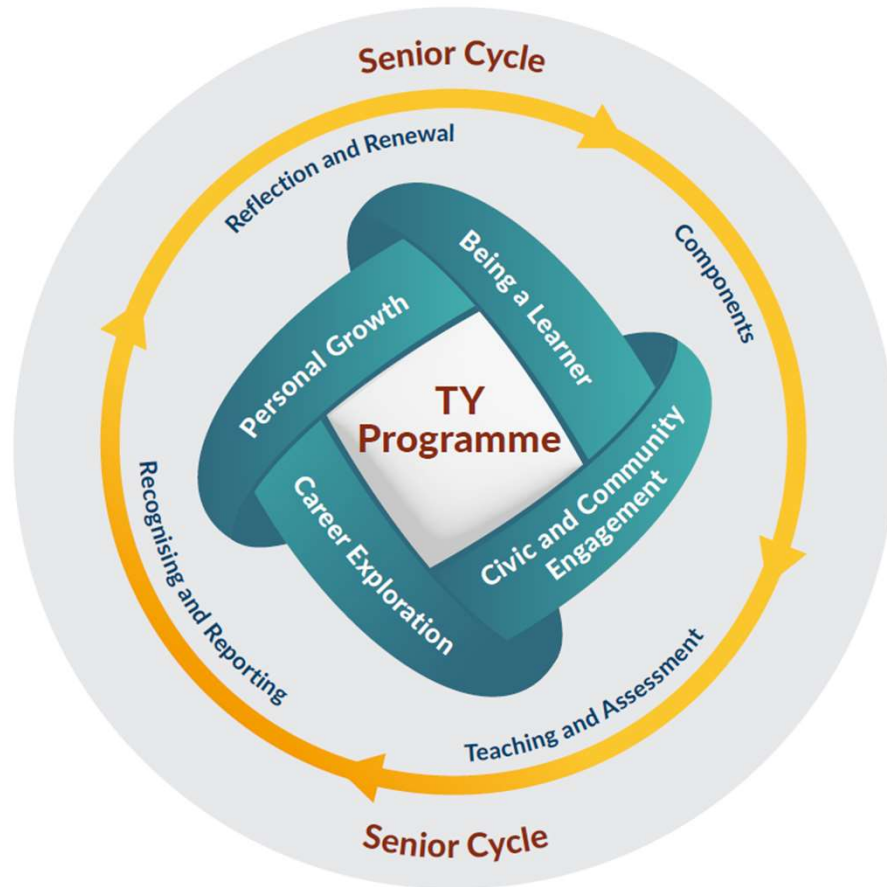 Senior Cycle
Reflection and Renewal
Components
Being a Learner
Personal Growth
TY
Programme
Civic and Community
Engagement
Career Exploration
Recognising and Reporting
Teaching and Assessment
Senior Cycle